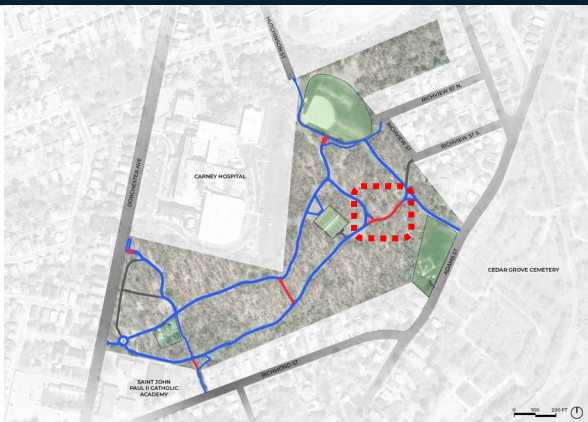 HUTCHINSON ST
RICHVIEW ST N.
RICHVIEW ST
RICHVIEW ST S.
DORCHESTER AVE
CARNEY HOSPITAL
ADAMS ST
CEDAR GROVE CEMETERY
RICHMOND ST
SAINT JOHN
PAUL II CATHOLIC
ACADEMY
0 100 200 FT